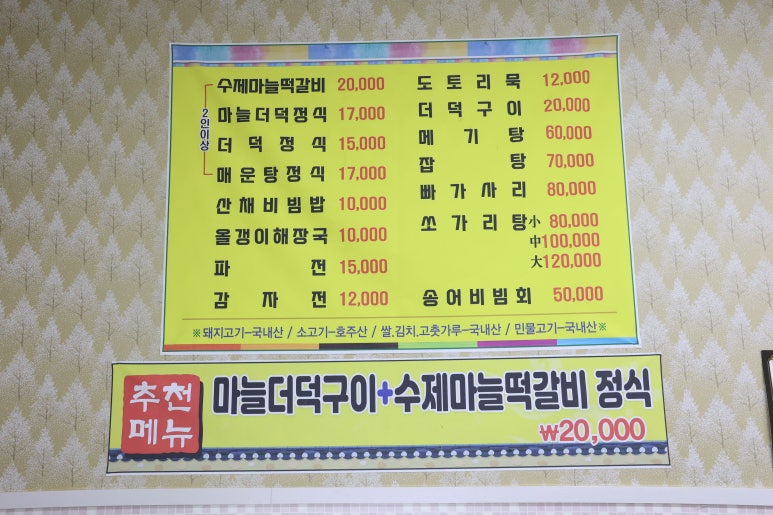 2인이상
수제마늘떡갈비 20,000
마늘더덕정식 17,000
더덕정식 15,000
매운탕정식 17,000
산채비빔밥 10,000
올갱이해장국 10,000
파전 15,000
감자전 12,000
도토리묵 12,000
더덕구이 20,000
메기탕 60,000
잡탕 70,000
빠가사리 80,000
쏘가리탕 小 80,000
中 100,000
大 120,000
송어비빔회 50,000
※돼지고기-국내산 / 소고기-호주산 / 쌀.김치.고춧가루-국내산 / 민물고기-국내산※
추천메뉴
마늘더덕구이+수제마늘떡갈비 정식
₩20,000